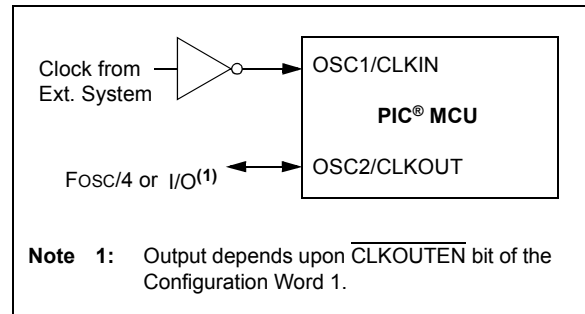 Clock from
Ext. System
OSC1/CLKIN
PIC® MCU
FOSC/4 or I/O(1)
OSC2/CLKOUT
Note 1: Output depends upon CLKOUTEN bit of the
Configuration Word 1.